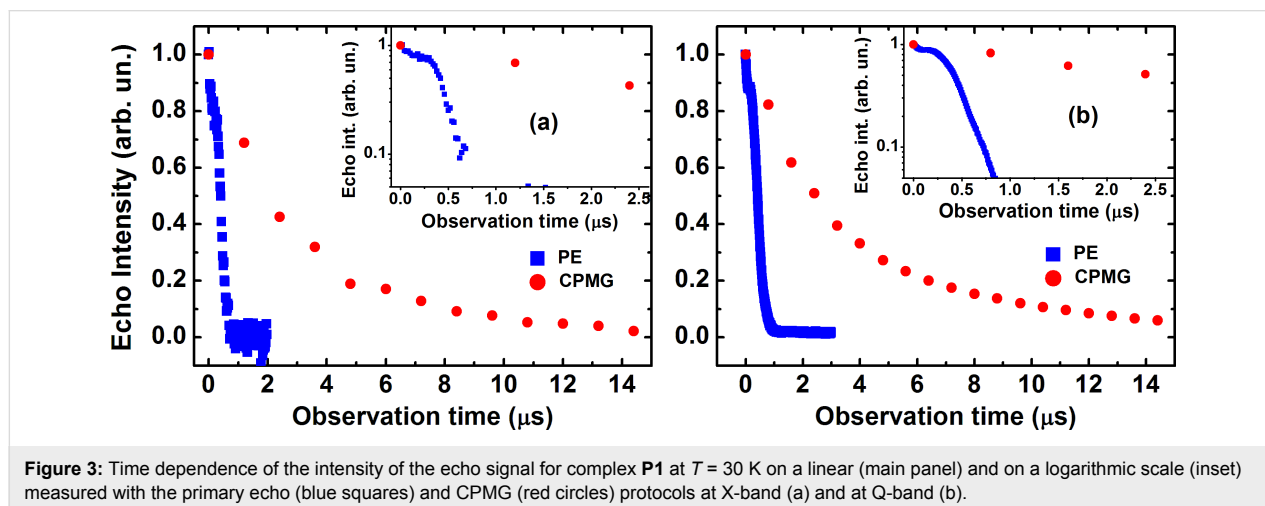 1.0
0.8
0.6
0.4
0.2
0.0
Echo Intensity (arb. un.)
0 2 4 6 8 10 12 14
Observation time (μs)
1
0.1
Echo int. (arb. un.)
0.0 0.5 1.0 1.5 2.0 2.5
Observation time (μs)
(a)
PE
CPMG
1.0
0.8
0.6
0.4
0.2
0.0
0 2 4 6 8 10 12 14
Observation time (μs)
1
0.1
Echo int. (arb. un.)
0.0 0.5 1.0 1.5 2.0 2.5
Observation time (μs)
(b)
PE
CPMG
Figure 3: Time dependence of the intensity of the echo signal for complex P1 at T = 30 K on a linear (main panel) and on a logarithmic scale (inset)
measured with the primary echo (blue squares) and CPMG (red circles) protocols at X-band (a) and at Q-band (b).